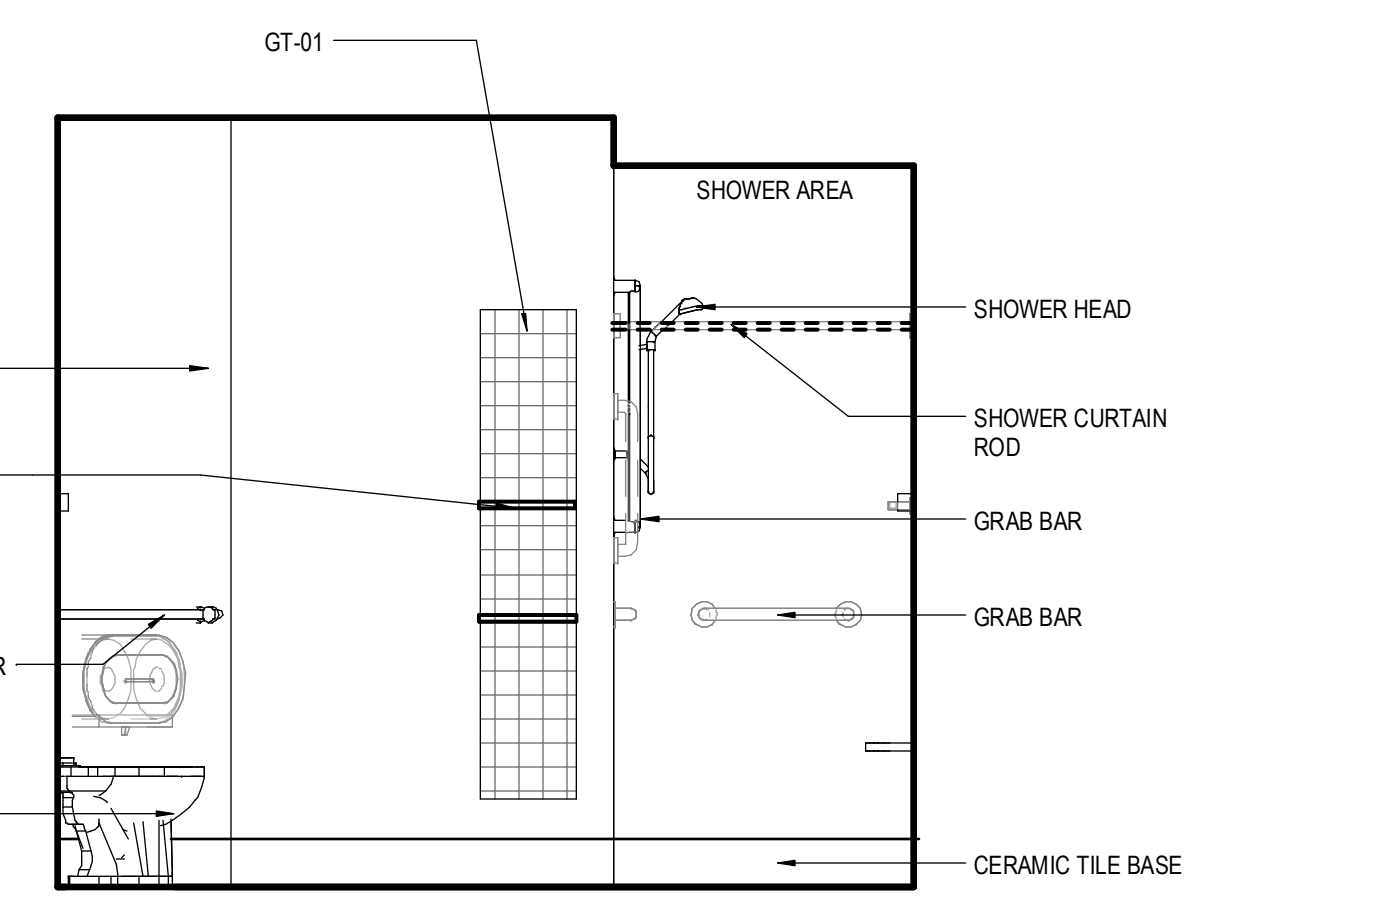 GT-01
SHOWER AREA
SHOWER HEAD
SHOWER CURTAIN
ROD
GRAB BAR
GRAB BAR
R
CERAMIC TILE BASE